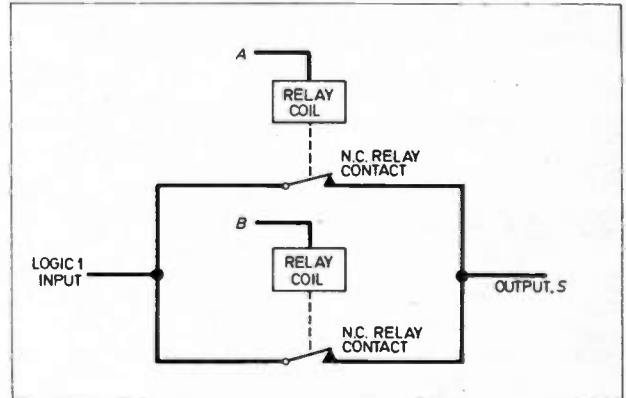 A
RELAY
COIL
N.C. RELAY
CONTACT
B
RELAY
COIL
LOGIC 1
INPUT
OUTPUT, S
N.C. RELAY
CONTACT